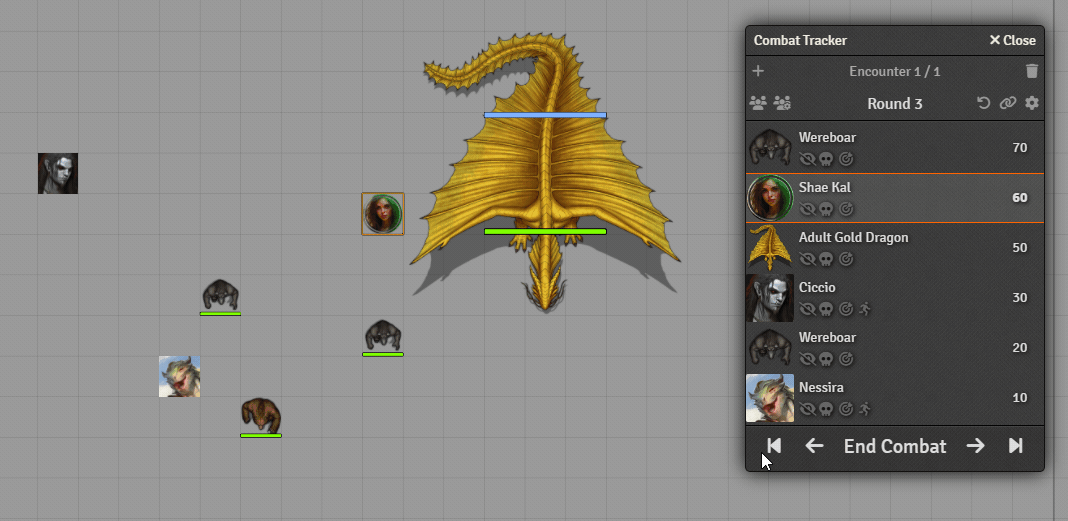 Combat Tracker
Close
Encounter 1 / 1
Round 3
Wereboar
70
Shae Kal
60
Adult Gold Dragon
50
Ciccio
30
Wereboar
20
Nessira
10
End Combat